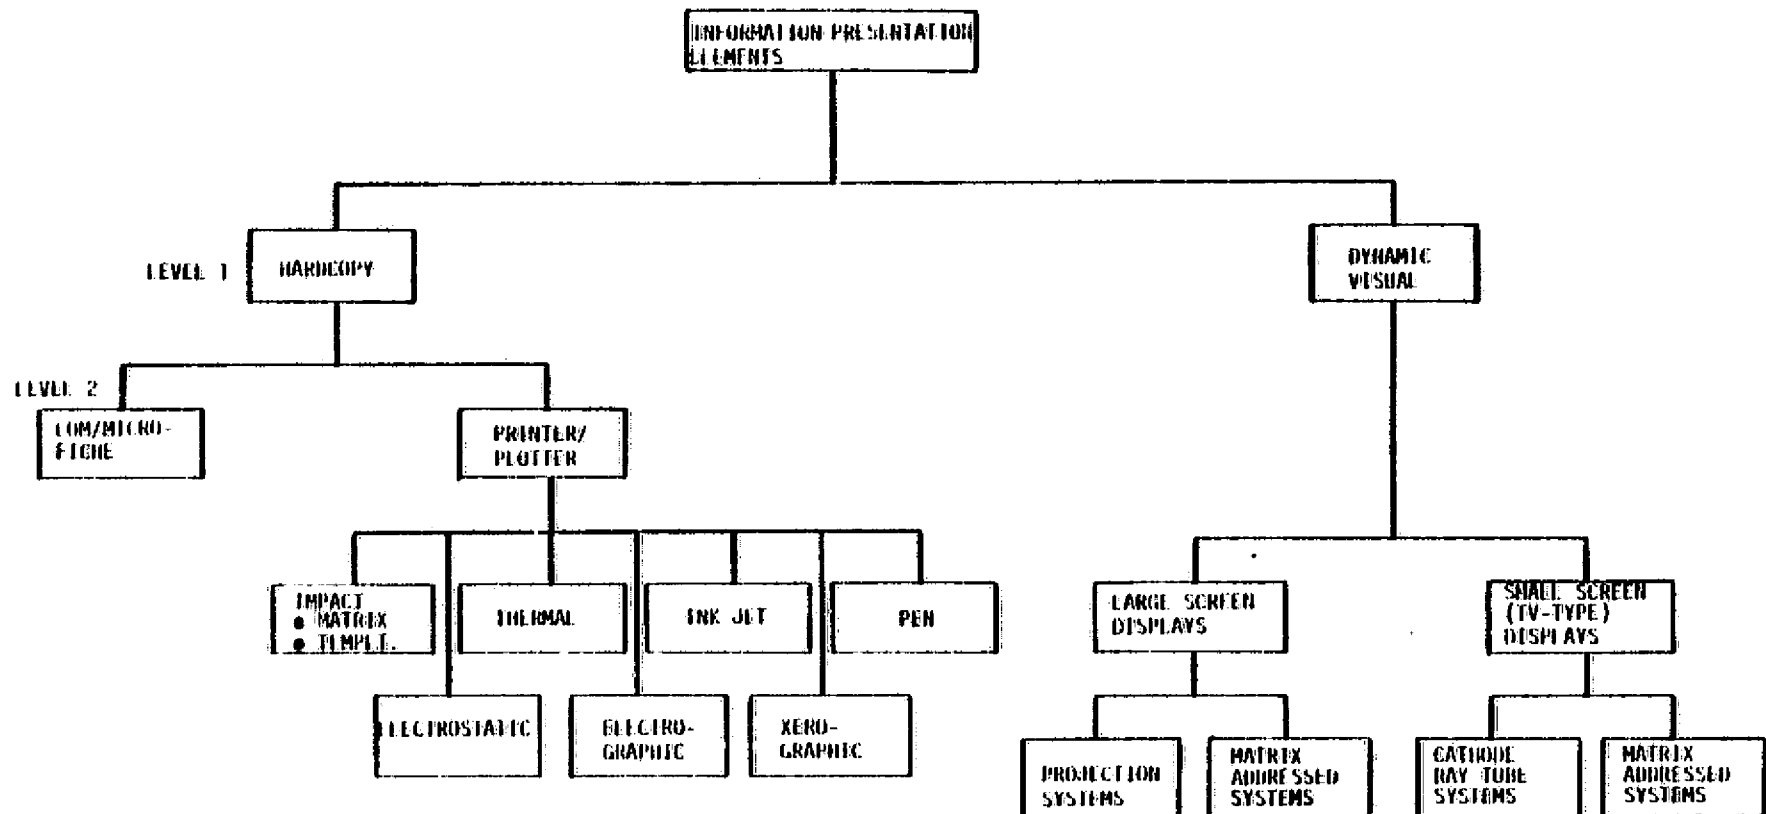 INFORMATION PRESENTATION
ELEMENTS
LEVEL 1
HARDCOPY
DYNAMIC
VISUAL
LEVEL 2
COM/MICRO-
FICHE
PRINTER/
PLOTTER
IMPACT
● MATRIX
● TEMPLT.
THERMAL
INK JET
PEN
LARGE SCREEN
DISPLAYS
SMALL SCREEN
(TV-TYPE)
DISPLAYS
ELECTROSTATIC
ELECTRO-
GRAPHIC
XERO-
GRAPHIC
PROJECTION
SYSTEMS
MATRIX
ADDRESSED
SYSTEMS
CATHODE
RAY TUBE
SYSTEMS
MATRIX
ADDRESSED
SYSTEMS